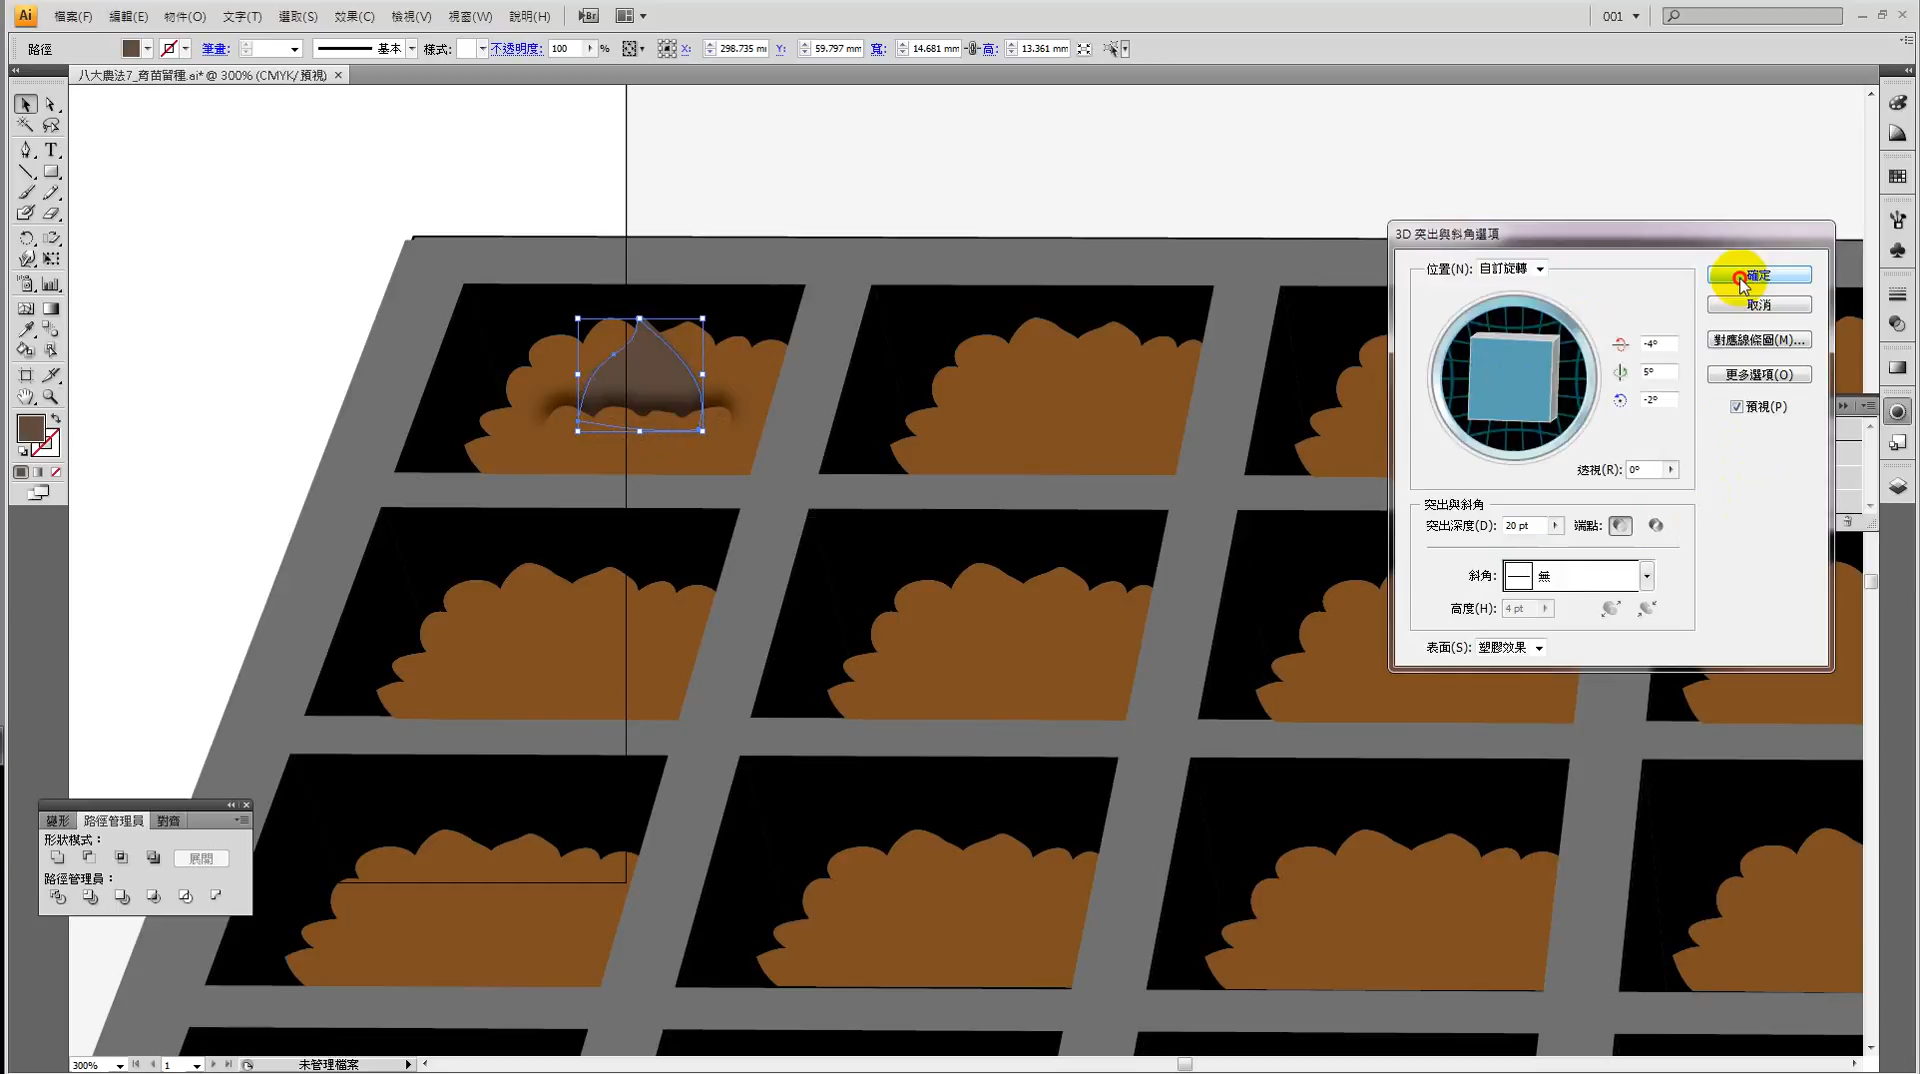 Ai 檔案(F) 編輯(E) 物件(O) 文字(T) 選取(S) 效果(C) 檢視(V) 視窗(W) 說明(H) Br 001
路徑 筆畫: 基本 樣式: 不透明度: 100 % X: 298.735 mm Y: 59.797 mm 寬: 14.681 mm 高: 13.361 mm
八大農法7_育苗留種.ai* @ 300% (CMYK/預視)
3D 突出與斜角選項
位置(N): 自訂旋轉
確定
取消
-4°
對應線條圖(M)...
5°
更多選項(O)
-2°
預視(P)
透視(R): 0°
突出與斜角
突出深度(D): 20 pt 端點:
斜角: 無
高度(H): 4 pt
表面(S): 塑膠效果
變形 路徑管理員 對齊
形狀模式：
展開
路徑管理員：
300% 1 未管理檔案